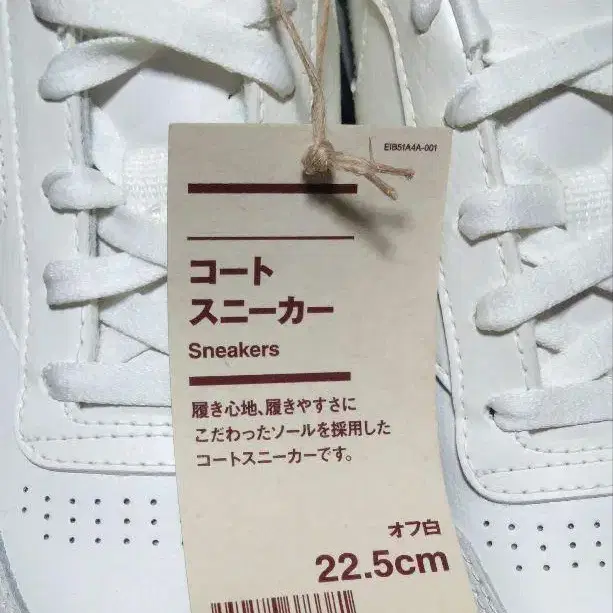 EIB51A4A-001
コート
スニーカー
Sneakers
履き心地、履きやすさに
こだわったソールを採用した
コートスニーカーです。
オフ白
22.5cm